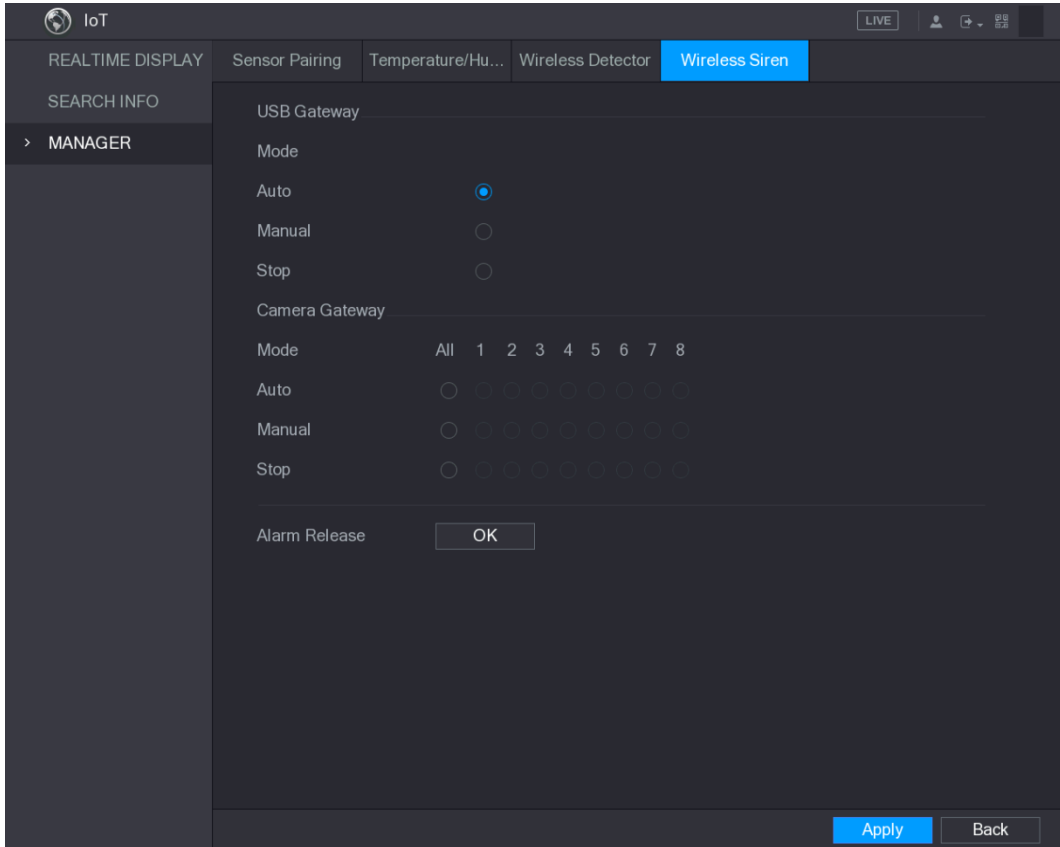 IoT
LIVE
REALTIME DISPLAY
SEARCH INFO
> MANAGER
Sensor Pairing
Temperature/Hu...
Wireless Detector
Wireless Siren
USB Gateway
Mode
Auto
Manual
Stop
Camera Gateway
Mode All 1 2 3 4 5 6 7 8
Auto
Manual
Stop
Alarm Release OK
Apply Back